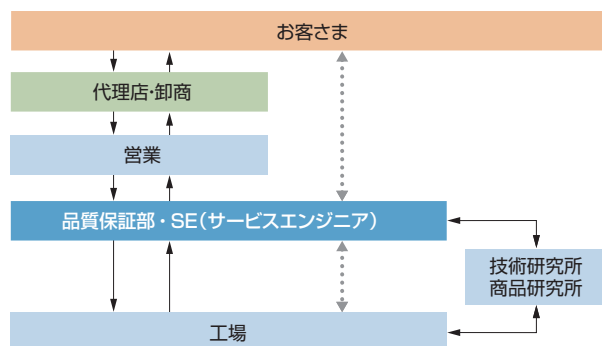 お客さま
代理店・卸商
営業
品質保証部・SE(サービスエンジニア)
技術研究所
商品研究所
工場